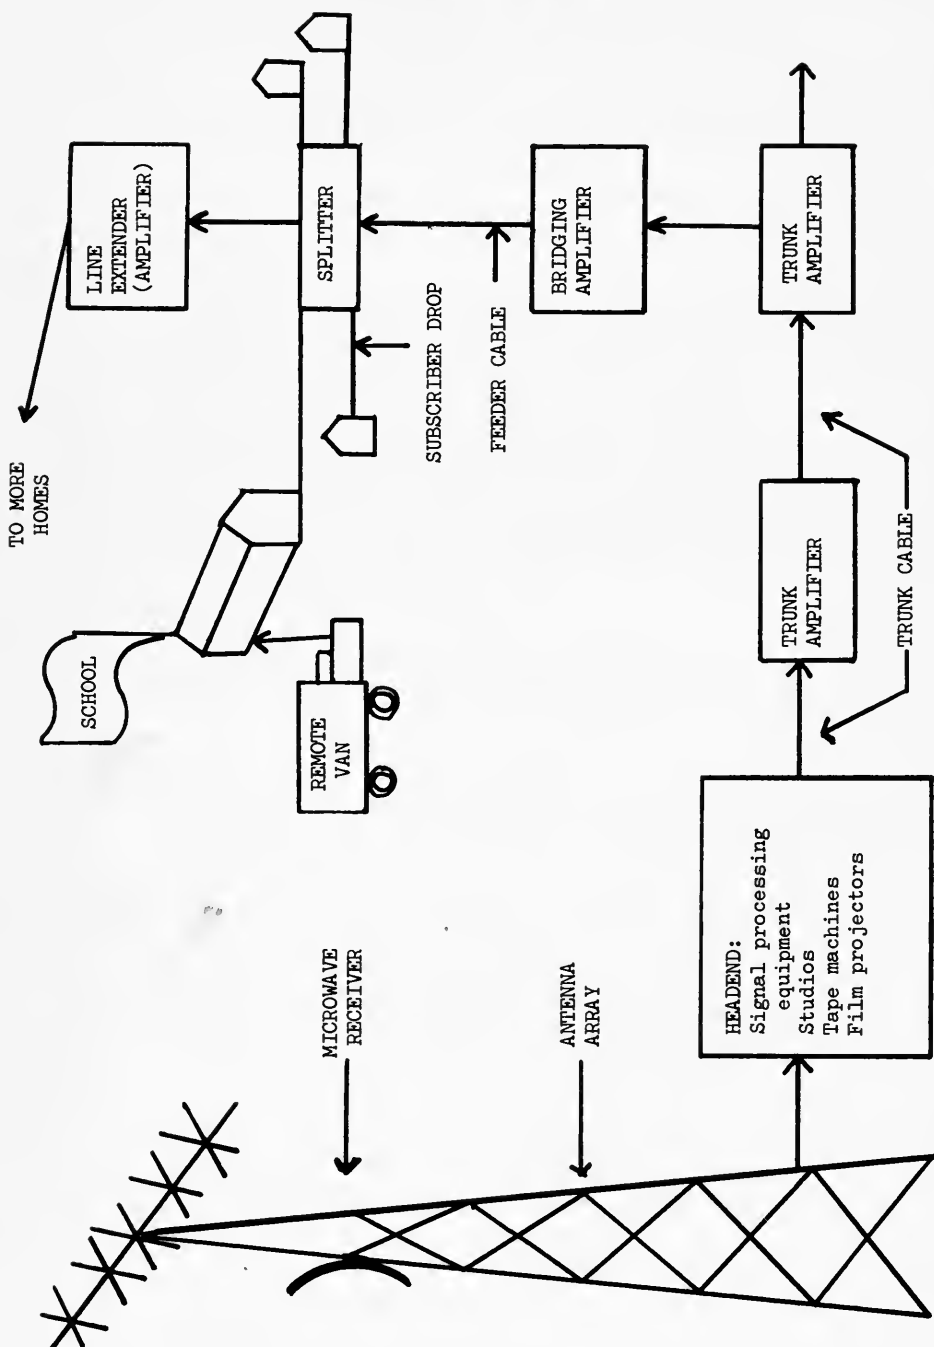 TO MORE
HOMES
LINE
EXTENDER
(AMPLIFIER)
SCHOOL
SPLITTER
REMOTE
VAN
SUBSCRIBER DROP
FEEDER CABLE
MICROWAVE
RECEIVER
BRIDGING
AMPLIFIER
ANTENNA
ARRAY
HEADEND:
Signal processing
equipment
Studios
Tape machines
Film projectors
TRUNK
AMPLIFIER
TRUNK
AMPLIFIER
TRUNK CABLE